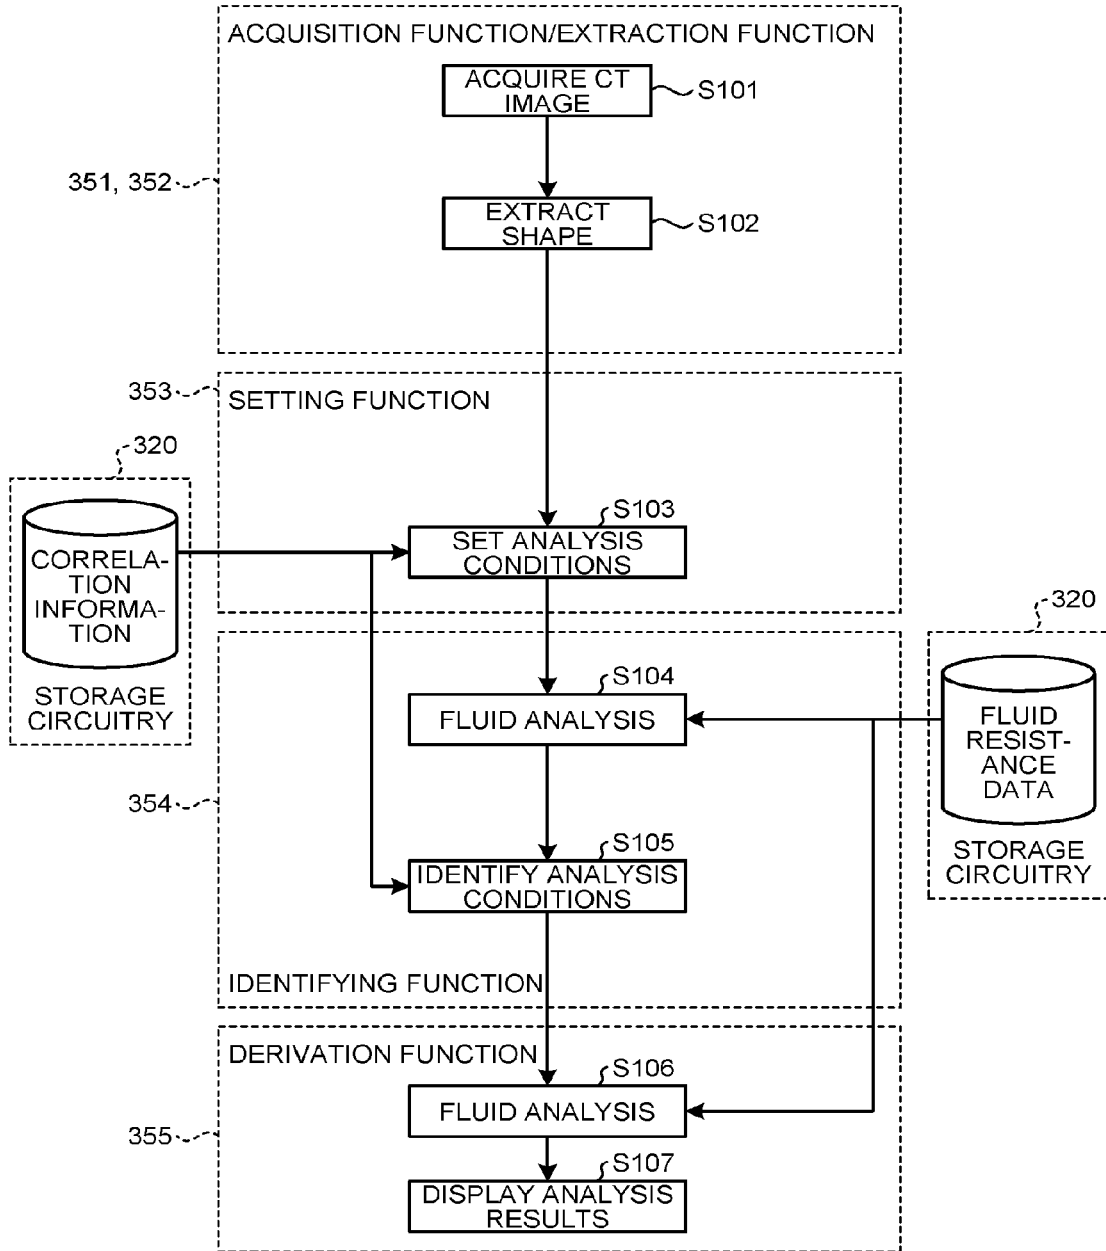 ACQUISITION FUNCTION/EXTRACTION FUNCTION
ACQUIRE CT
IMAGE
S101
351, 352
EXTRACT
SHAPE
S102
353
SETTING FUNCTION
320
CORRELA-
TION
INFORMA-
TION
STORAGE
CIRCUITRY
S103
SET ANALYSIS
CONDITIONS
320
FLUID
RESIST-
ANCE
DATA
STORAGE
CIRCUITRY
S104
FLUID ANALYSIS
354
S105
IDENTIFY ANALYSIS
CONDITIONS
IDENTIFYING FUNCTION
DERIVATION FUNCTION
S106
FLUID ANALYSIS
355
S107
DISPLAY ANALYSIS
RESULTS